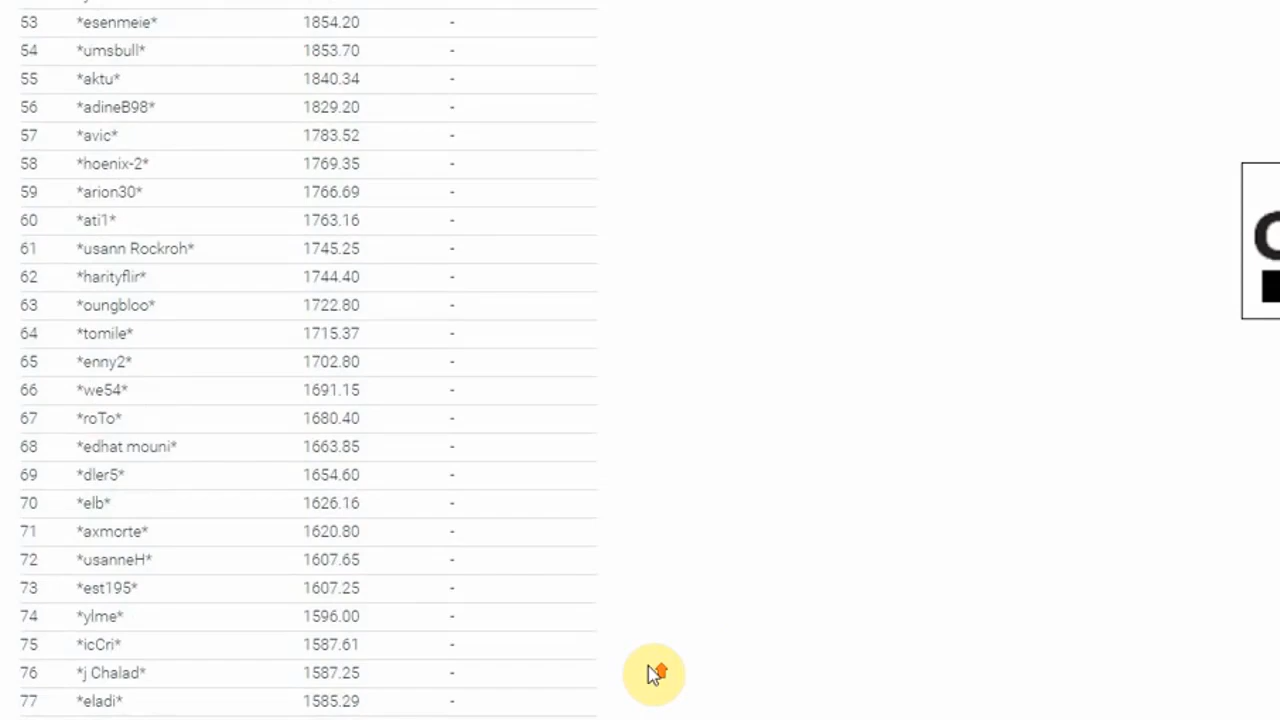 53 *esenmeie* 1854.20 -
54 *umsbull* 1853.70 -
55 *aktu* 1840.34 -
56 *adineB98* 1829.20 -
57 *avic* 1783.52 -
58 *hoenix-2* 1769.35 -
59 *arion30* 1766.69 -
60 *ati1* 1763.16 -
61 *usann Rockroh* 1745.25 -
62 *harityflir* 1744.40 -
63 *oungbloo* 1722.80 -
64 *tomile* 1715.37 -
65 *enny2* 1702.80 -
66 *we54* 1691.15 -
67 *roTo* 1680.40 -
68 *edhat mouni* 1663.85 -
69 *dler5* 1654.60 -
70 *elb* 1626.16 -
71 *axmorte* 1620.80 -
72 *usanneH* 1607.65 -
73 *est195* 1607.25 -
74 *ylme* 1596.00 -
75 *icCri* 1587.61 -
76 *j Chalad* 1587.25 -
77 *eladi* 1585.29 -